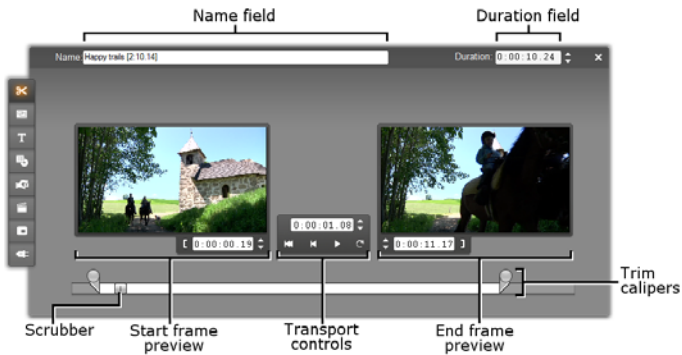 Name field
Duration field
Name: Happy trails [2:10.14]
Duration: 0:00:10.24
T
0:00:01.08
[ 0:00:00.19
0:00:11.17 ]
Trim
calipers
Scrubber
Start frame
preview
Transport
controls
End frame
preview